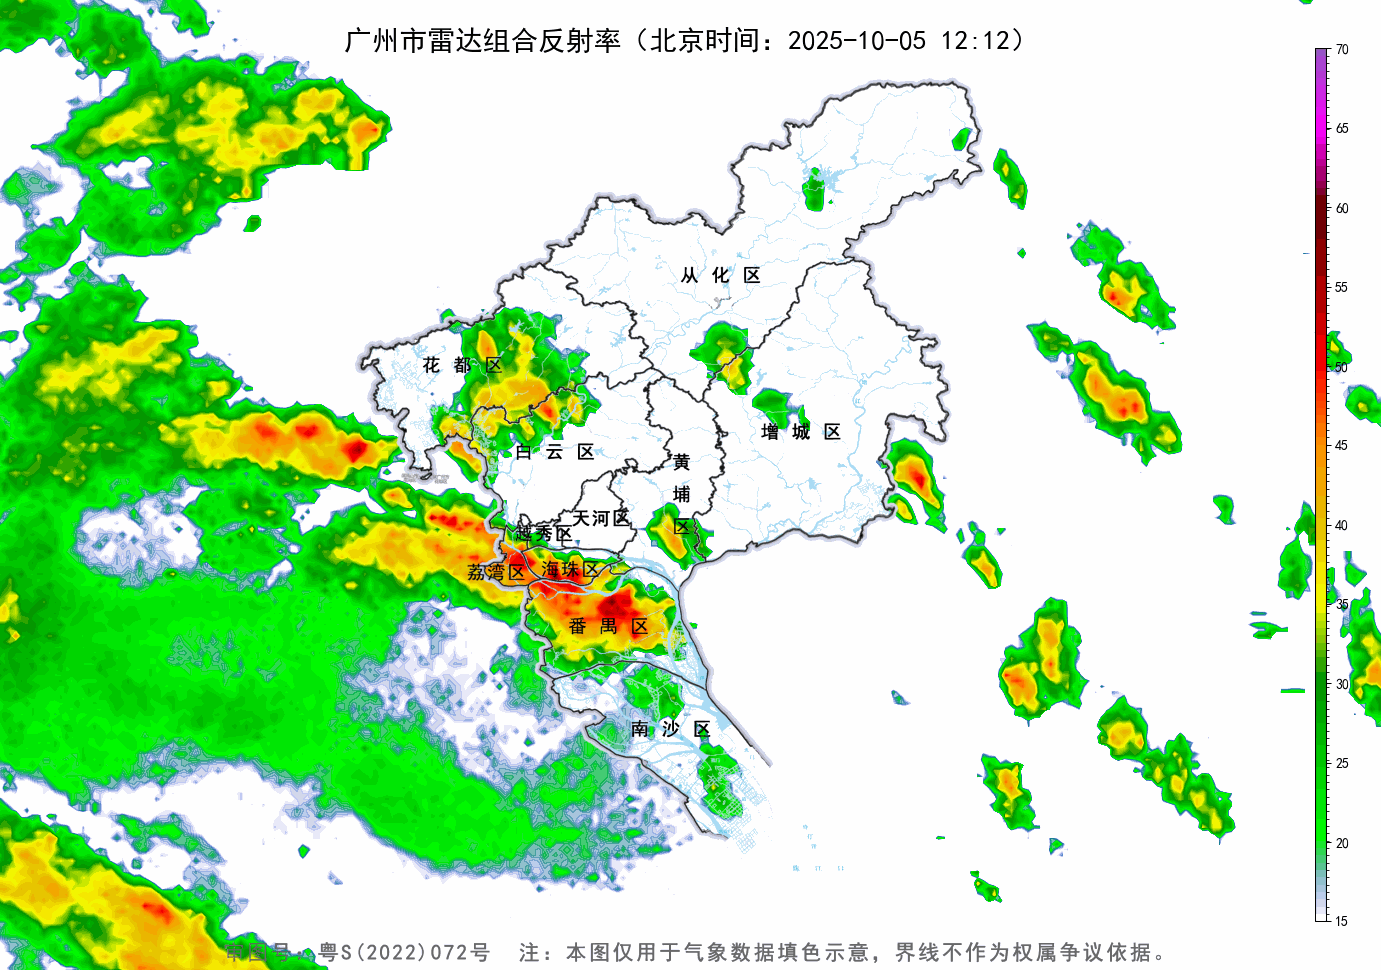 广州市雷达组合反射率（北京时间：2025-10-05 12:12）
70
65
60
55
50
45
40
35
30
25
20
15
从化区
花都区
增城区
白云区
黄埔区
天河区
越秀区
荔湾区
海珠区
番禺区
南沙区
审图号：粤S(2022)072号 注：本图仅用于气象数据填色示意，界线不作为权属争议依据。